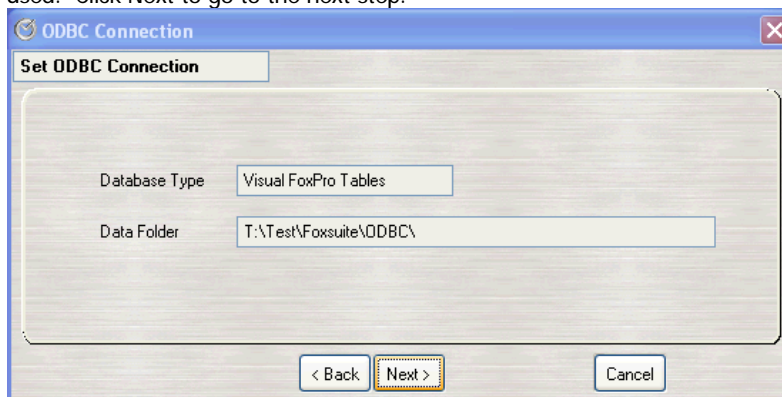 used. Click Next to go to the next step.
ODBC Connection
Set ODBC Connection
Database Type Visual FoxPro Tables
Data Folder T:\Test\Foxsuite\ODBC\
< Back Next > Cancel